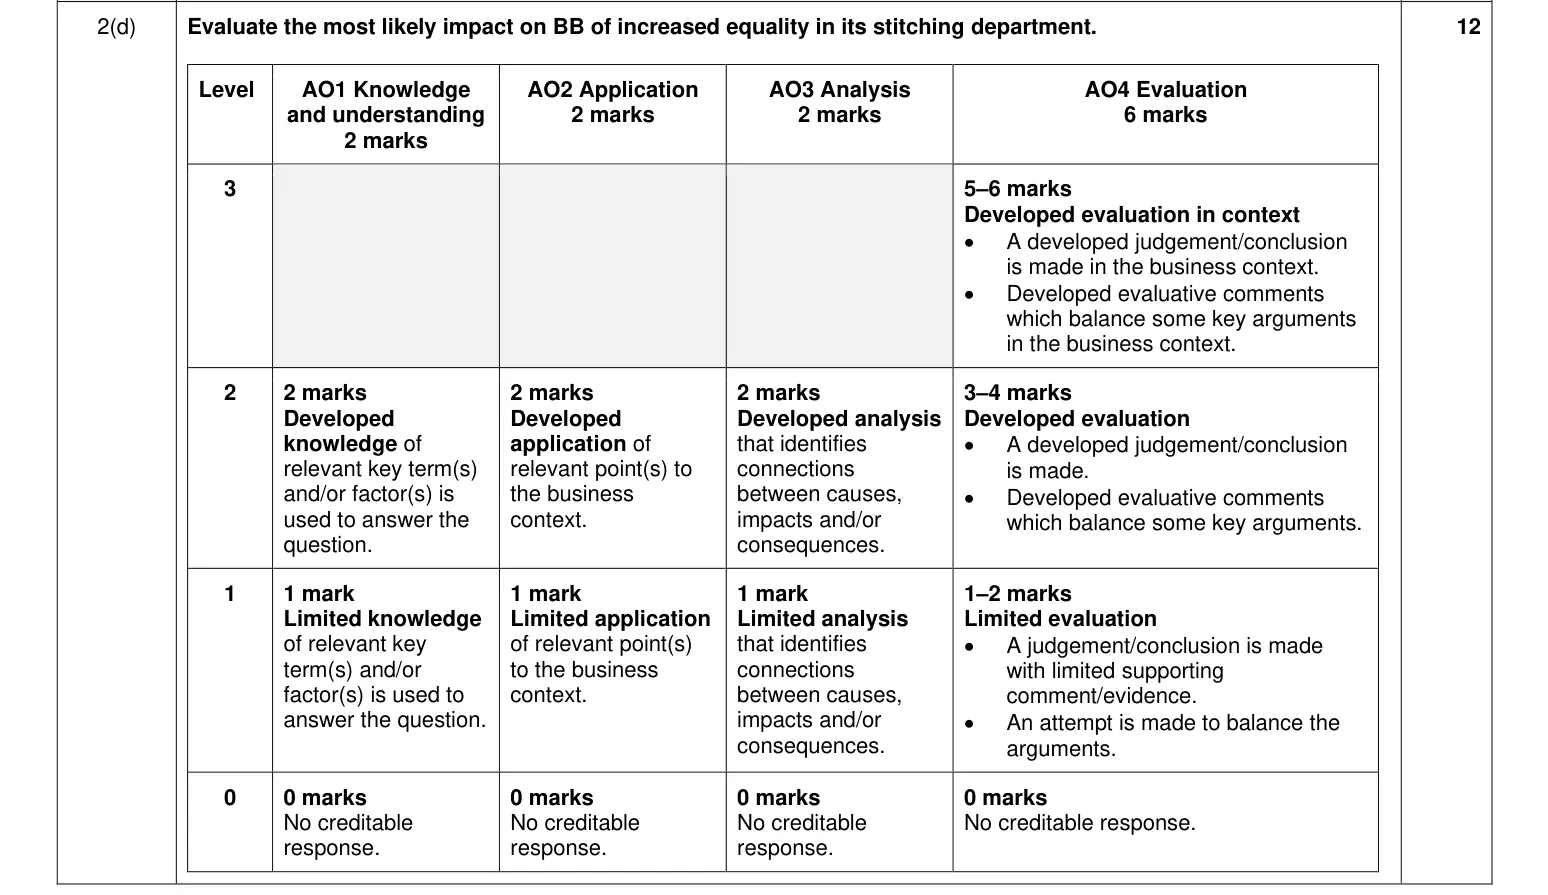 2(d) Evaluate the most likely impact on BB of increased equality in its stitching department. 12
Level AO1 Knowledge AO2 Application AO3 Analysis AO4 Evaluation
and understanding 2 marks 2 marks 6 marks
2 marks
3 5–6 marks
Developed evaluation in context
• A developed judgement/conclusion
is made in the business context.
• Developed evaluative comments
which balance some key arguments
in the business context.
2 2 marks 2 marks 2 marks 3–4 marks
Developed Developed Developed analysis Developed evaluation
knowledge of application of that identifies • A developed judgement/conclusion
relevant key term(s) relevant point(s) to connections is made.
and/or factor(s) is the business between causes, • Developed evaluative comments
used to answer the context. impacts and/or which balance some key arguments.
question. consequences.
1 1 mark 1 mark 1 mark 1–2 marks
Limited knowledge Limited application Limited analysis Limited evaluation
of relevant key of relevant point(s) that identifies • A judgement/conclusion is made
term(s) and/or to the business connections with limited supporting
factor(s) is used to context. between causes, comment/evidence.
answer the question. impacts and/or • An attempt is made to balance the
consequences. arguments.
0 0 marks 0 marks 0 marks 0 marks
No creditable No creditable No creditable No creditable response.
response. response. response.